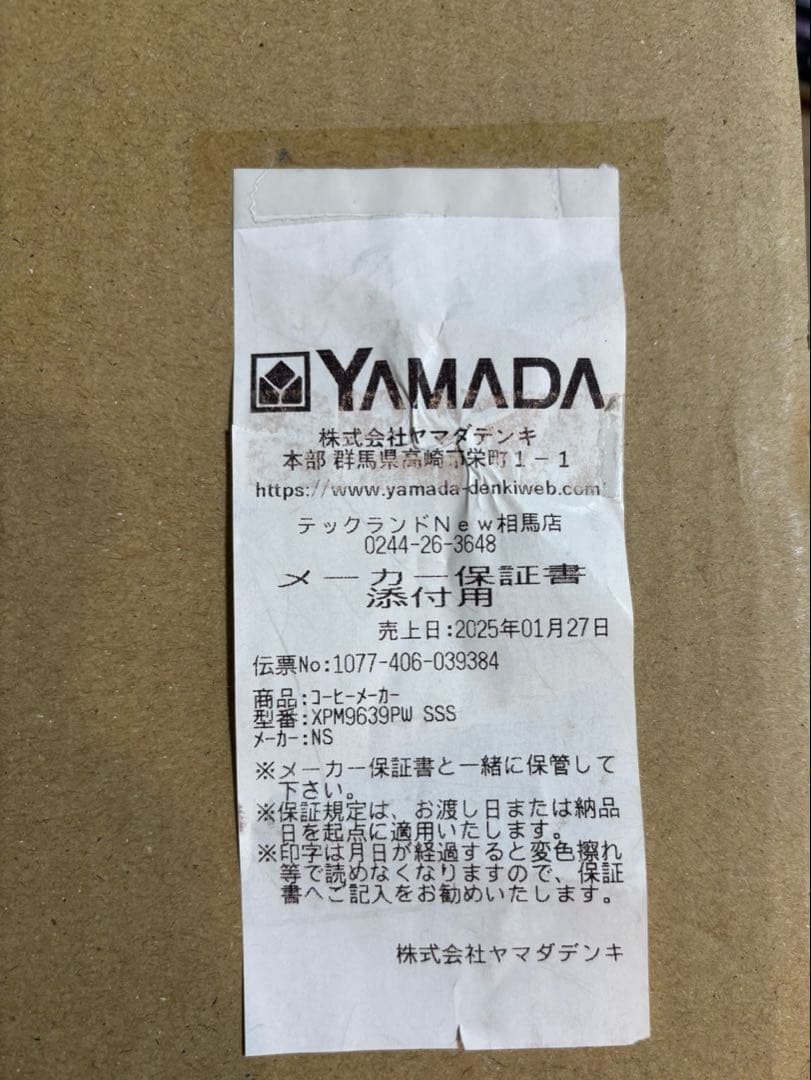 YAMADA
株式会社ヤマダデンキ
本部 群馬県高崎市栄町1-1
https://www.yamada-denkiweb.com
テックランドNew相馬店
0244-26-3648
メーカー保証書
添付用
売上日:2025年01月27日
伝票No:1077-406-039384
商品:コーヒーメーカー
型番:XPM9639PW SSS
メーカー:NS
※メーカー保証書と一緒に保管して
下さい。
※保証規定は、お渡し日または納品
日を起点に適用いたします。
※印字は月日が経過すると変色擦れ
等で読めなくなりますので、保証
書へご記入をお勧めいたします。
株式会社ヤマダデンキ